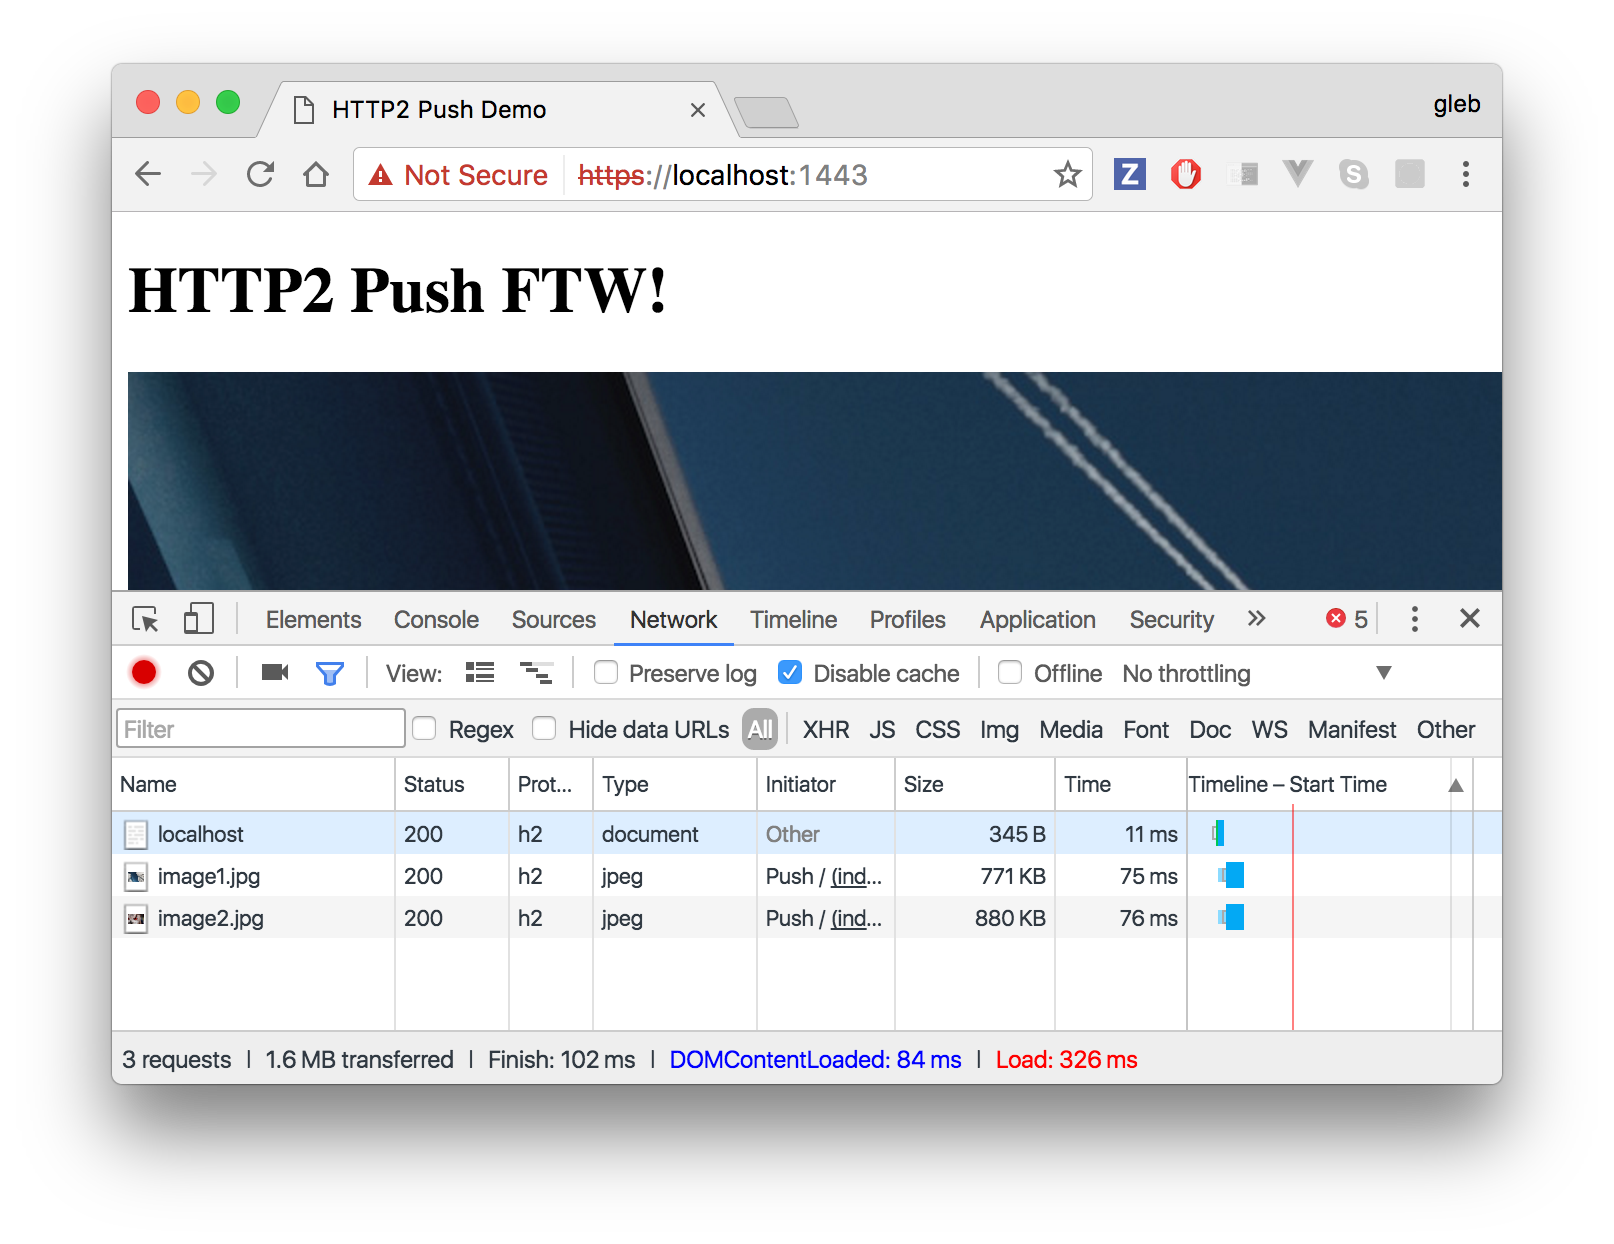 HTTP2 Push Demo
gleb
Not Secure https://localhost:1443
Z
S
HTTP2 Push FTW!
Elements Console Sources Network Timeline Profiles Application Security 5
View: Preserve log Disable cache Offline No throttling
Filter Regex Hide data URLs All XHR JS CSS Img Media Font Doc WS Manifest Other
Name Status Prot... Type Initiator Size Time Timeline – Start Time
localhost 200 h2 document Other 345 B 11 ms
image1.jpg 200 h2 jpeg Push / (ind... 771 KB 75 ms
image2.jpg 200 h2 jpeg Push / (ind... 880 KB 76 ms
3 requests | 1.6 MB transferred | Finish: 102 ms | DOMContentLoaded: 84 ms | Load: 326 ms